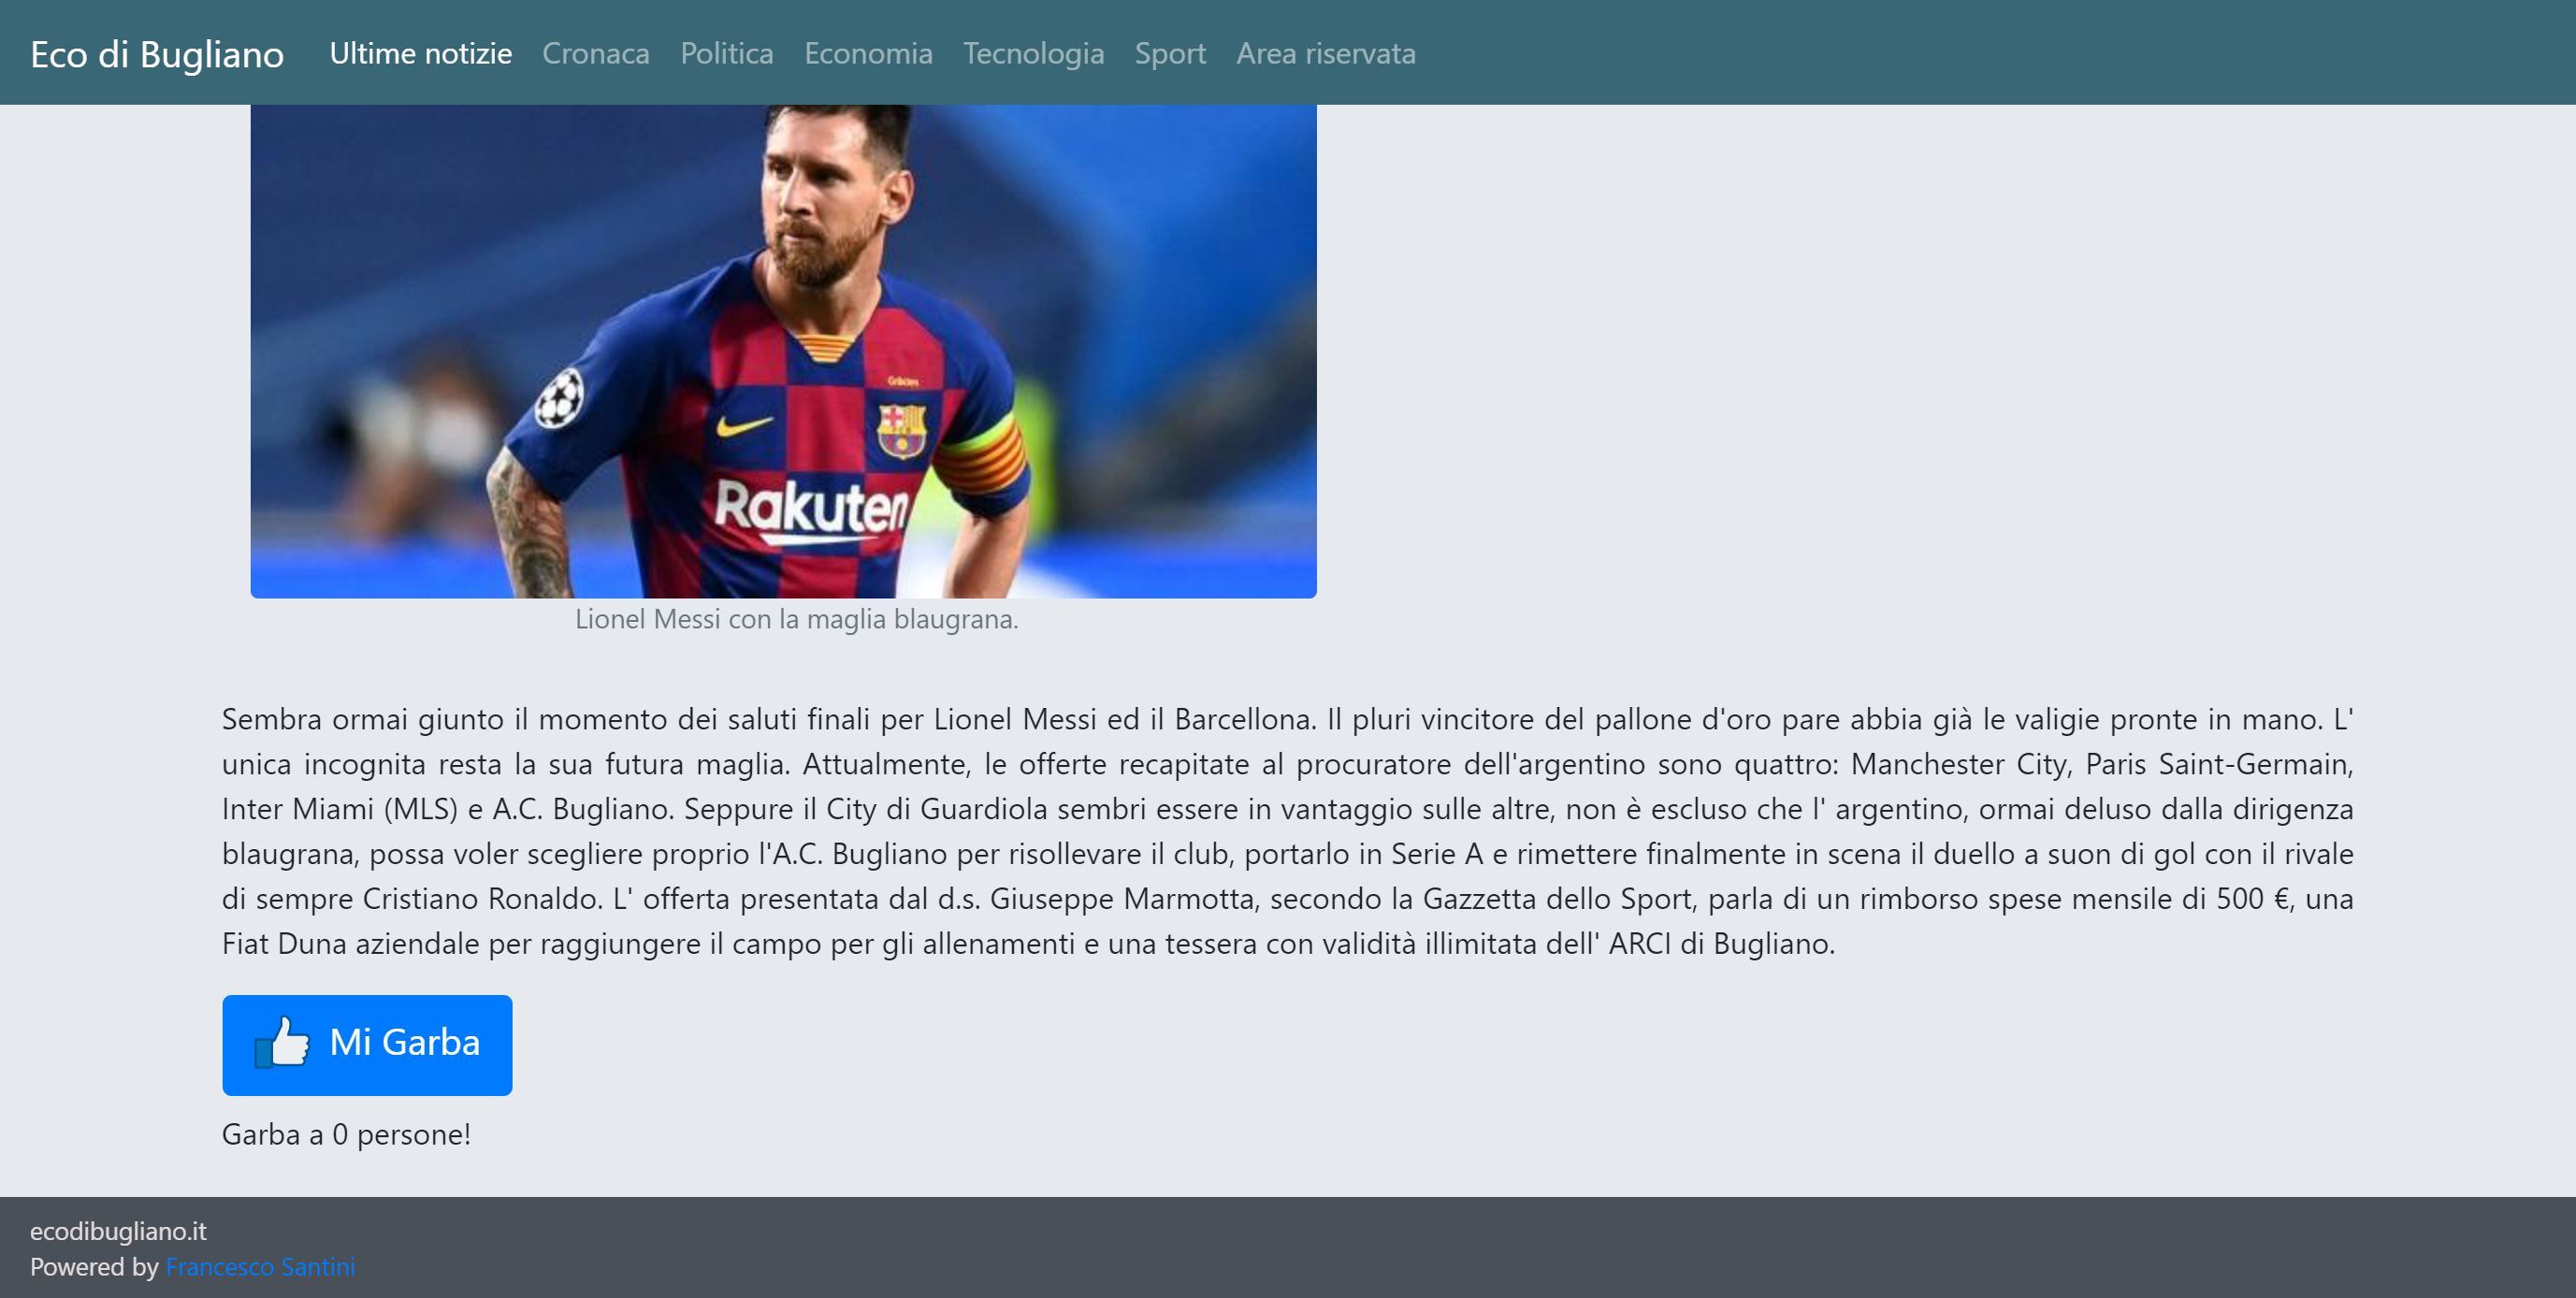 Eco di Bugliano Ultime notizie Cronaca Politica Economia Tecnologia Sport Area riservata
Gràcies
Rakuten
Lionel Messi con la maglia blaugrana.
Sembra ormai giunto il momento dei saluti finali per Lionel Messi ed il Barcellona. Il pluri vincitore del pallone d'oro pare abbia già le valigie pronte in mano. L'
unica incognita resta la sua futura maglia. Attualmente, le offerte recapitate al procuratore dell'argentino sono quattro: Manchester City, Paris Saint-Germain,
Inter Miami (MLS) e A.C. Bugliano. Seppure il City di Guardiola sembri essere in vantaggio sulle altre, non è escluso che l' argentino, ormai deluso dalla dirigenza
blaugrana, possa voler scegliere proprio l'A.C. Bugliano per risollevare il club, portarlo in Serie A e rimettere finalmente in scena il duello a suon di gol con il rivale
di sempre Cristiano Ronaldo. L' offerta presentata dal d.s. Giuseppe Marmotta, secondo la Gazzetta dello Sport, parla di un rimborso spese mensile di 500 €, una
Fiat Duna aziendale per raggiungere il campo per gli allenamenti e una tessera con validità illimitata dell' ARCI di Bugliano.
Mi Garba
Garba a 0 persone!
ecodibugliano.it
Powered by Francesco Santini